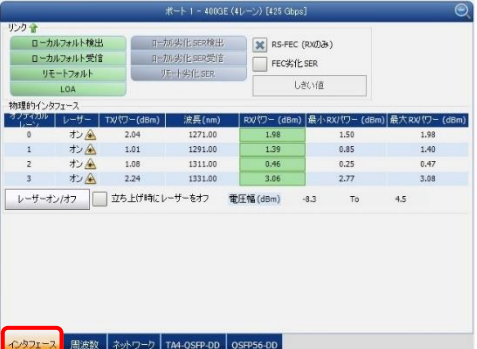 ポート 1 - 400GE (4レーン) [425 Gbps]
リンク
ローカルフォルト検出 ローカル劣化 SER検出 RS-FEC (RXのみ)
ローカルフォルト受信 ローカル劣化 SER受信 FEC劣化 SER
リモートフォルト リモート劣化 SER しきい値
LOA
物理的インタフェース
オプティカルレーン レーザー TXパワー(dBm) 波長(nm) RXパワー (dBm) 最小RXパワー (dBm) 最大RXパワー (dBm)
0 オン 2.04 1271.00 1.98 1.50 1.98
1 オン 1.01 1291.00 1.39 0.85 1.40
2 オン 1.08 1311.00 0.46 0.25 0.47
3 オン 2.24 1331.00 3.06 2.77 3.08
レーザーオン/オフ 立ち上げ時にレーザーをオフ 電圧幅(dBm) -8.3 To 4.5
インタフェース 周波数 ネットワーク TA4-QSFP-DD QSFP56-DD